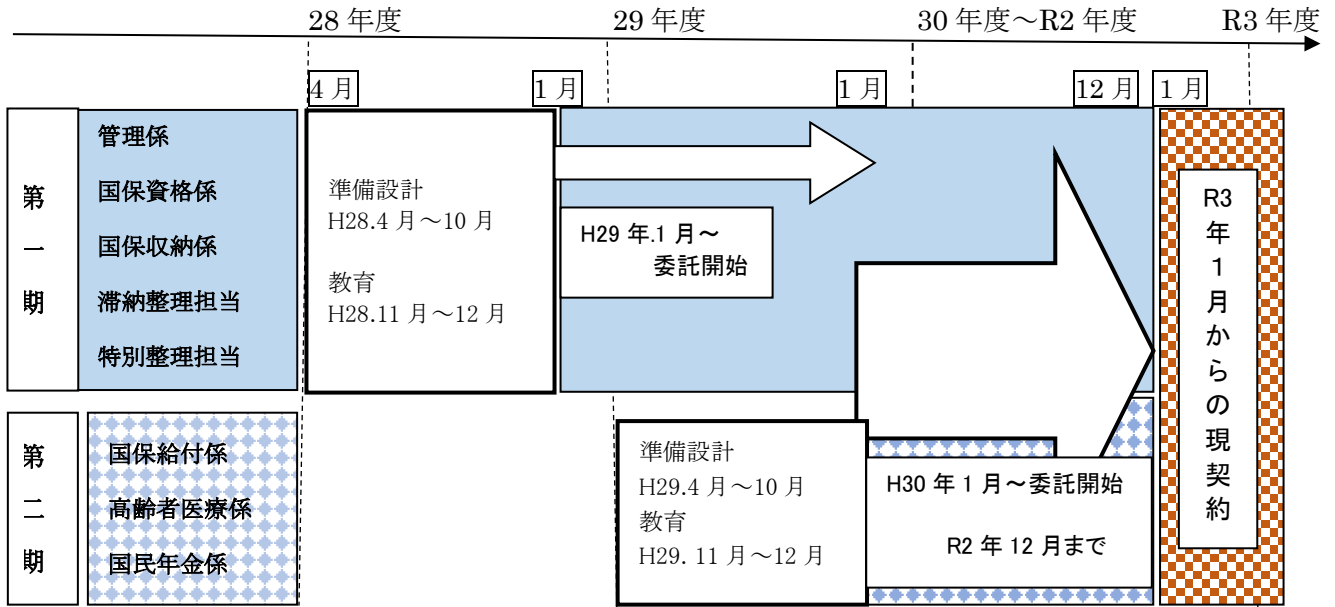 28 年度
29 年度
30 年度～R2 年度
R3 年度
4 月
1 月
1 月
12 月
1 月
第一期
管理係
国保資格係
国保収納係
滞納整理担当
特別整理担当
準備設計
H28.4 月～10 月
教育
H28.11 月～12 月
H29 年.1 月～
委託開始
R3年1月からの現契約
第二期
国保給付係
高齢者医療係
国民年金係
準備設計
H29.4 月～10 月
教育
H29. 11 月～12 月
H30 年 1 月～委託開始
R2 年 12 月まで